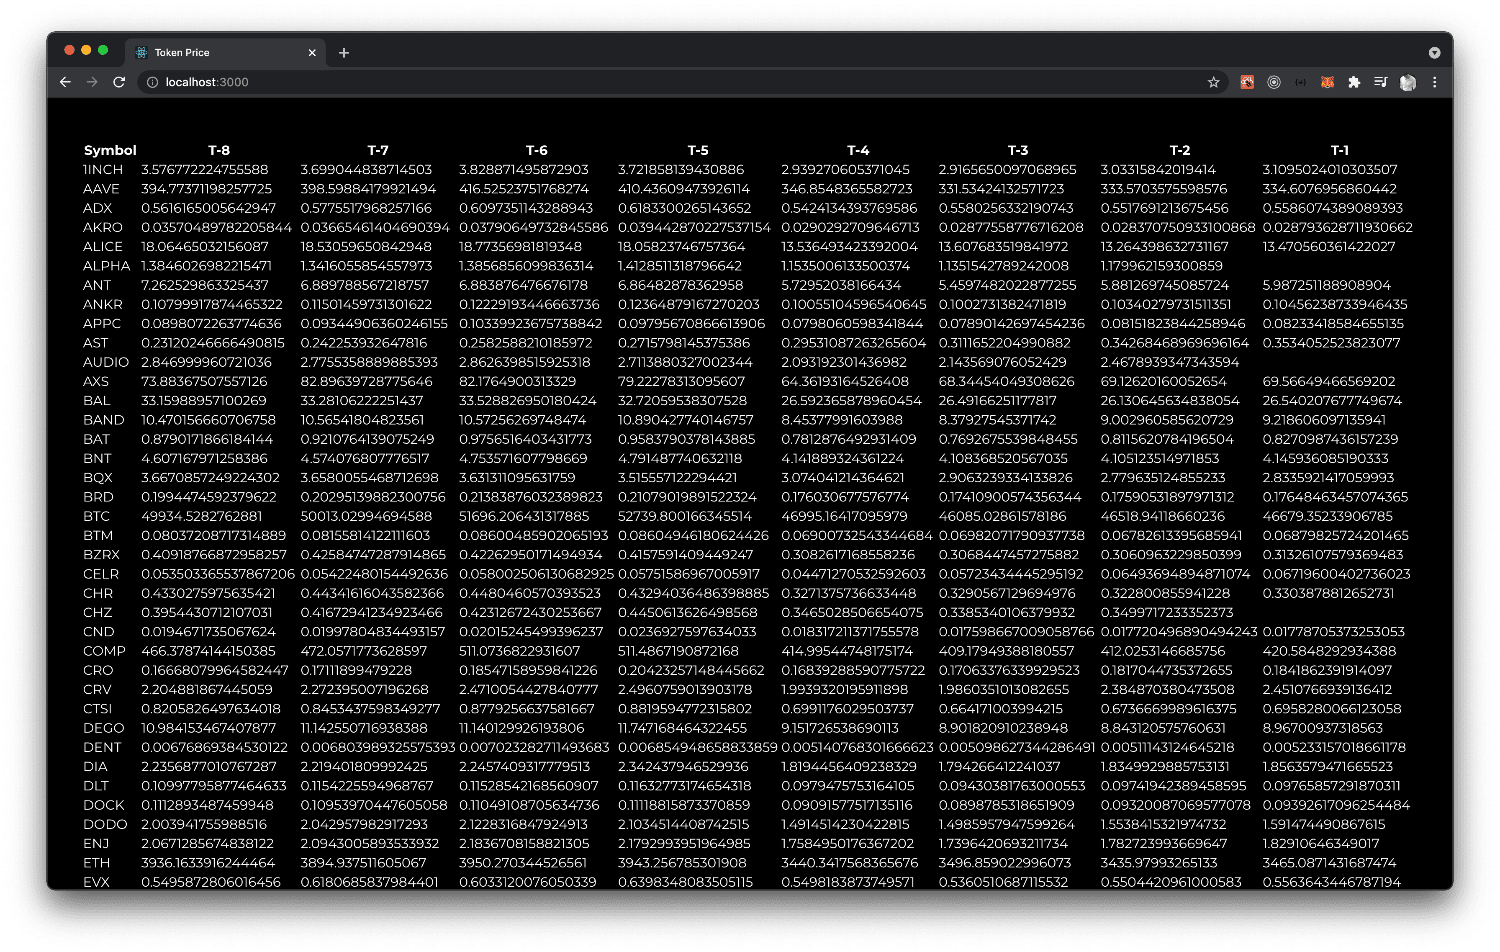 Token Price
localhost:3000
Symbol T-8 T-7 T-6 T-5 T-4 T-3 T-2 T-1
1INCH 3.576772224755588 3.699044838714503 3.828871495872903 3.721858139430886 2.939270605371045 2.9165650097068965 3.03315842019414 3.1095024010303507
AAVE 394.77371198257725 398.59884179921494 416.52523751768274 410.43609473926114 346.8548365582723 331.53424132571723 333.5703575598576 334.6076956860442
ADX 0.5616165005642947 0.5775517968257166 0.6097351143288943 0.6183300265143652 0.5424134393769586 0.5580256332190743 0.5517691213675456 0.5586074389089393
AKRO 0.03570489782205844 0.03665461404690394 0.03790649732845586 0.039442870227537154 0.0290292709646713 0.02877558776716208 0.028370750933100868 0.028793628711930662
ALICE 18.06465032156087 18.53059650842948 18.77356981819348 18.05823746757364 13.536493423392004 13.607683519841972 13.264398632731167 13.470560361422027
ALPHA 1.3846026982215471 1.3416055854557973 1.3856856099836314 1.4128511318796642 1.1535006133500374 1.1351542789242008 1.179962159300859
ANT 7.262529863325437 6.889788567218757 6.883876476676178 6.86482878362958 5.729520381664​34 5.4597482022877255 5.881269745085724 5.987251188908904
ANKR 0.10799917874465322 0.11501459731301622 0.12229193446663736 0.12364879167270203 0.10055104596540645 0.1002731382471819 0.10340279731511351 0.10456238733946435
APPC 0.0898072263774636 0.09344906360246155 0.10339923675738842 0.09795670866613906 0.0798060598341844 0.07890142697454236 0.08151823844258946 0.08233418584655135
AST 0.23120246666490815 0.242253932647816 0.2582588210185972 0.2715798145375386 0.29531087263265604 0.3111652204990882 0.34268468969696164 0.3534052523823077
AUDIO 2.846999960721036 2.7755358889885393 2.8626398515925318 2.7113880327002344 2.093192301436982 2.143569076052429 2.4678939347343594
AXS 73.88367507557126 82.89639728775646 82.1764900313329 79.22278313095607 64.36193164526408 68.34454049308626 69.12620160052654 69.56649466569202
BAL 33.15988957100269 33.28106222251437 33.528826950180424 32.72059538307528 26.592365878960454 26.49166251177817 26.1306456​34838054 26.540207677749674
BAND 10.470156660706758 10.56541804823561 10.57256269748474 10.890427740146757 8.45377991603988 8.37927545371742 9.002960585620729 9.218606097135941
BAT 0.8790171866184144 0.9210764139075249 0.9756516403431773 0.9583790378143885 0.7812876492931409 0.7692675539848455 0.8115620784196504 0.8270987436157239
BNT 4.607167971258386 4.574076807776517 4.753571607798669 4.791487740632118 4.141889324361224 4.108368520567035 4.105123514971853 4.145936085190333
BQX 3.6670857249224302 3.6580055468712698 3.631311095631759 3.515557122294421 3.074041214364621 2.9063239334133826 2.779635124855233 2.8335921417059993
BRD 0.1994474592379622 0.20295139882300756 0.21383876032389823 0.21079019891522324 0.176030677576774 0.17410900574356344 0.17590531897971312 0.17648463457074365
BTC 49934.5282762881 50013.02994694588 51696.206431317885 52739.800166345514 46995.16417095979 46085.02861578186 46518.94118660236 46679.35233906785
BTM 0.08037208717314889 0.0815581412211​1603 0.08600485902065193 0.08604946180624426 0.06900732543344684 0.06982071790937738 0.06782613395685941 0.06879825724201465
BZRX 0.40918766872958257 0.42584747287914865 0.42262950171494934 0.4157591409449247 0.3082617168558236 0.3068447457275882 0.3060963229850399 0.31326107579369483
CELR 0.053503365537867206 0.05422480154492636 0.058002506130682925 0.05751586967005917 0.04471270532592603 0.05723434445295192 0.06493694894871074 0.06719600402736023
CHR 0.4330275975635421 0.44341616043582366 0.4480460570393523 0.43294036486398885 0.3271375736633448 0.3290567129694976 0.322800855941228 0.3303878812652731
CHZ 0.3954430712107031 0.41672941234923466 0.42312672430253667 0.4450613626498568 0.3465028506654075 0.3385340106379932 0.3499717233352373
CND 0.0194671735067624 0.01997804834493157 0.02015245499396237 0.0236927597634033 0.018317211371755578 0.017598667009058766 0.017720496890494243 0.01778705373253053
COMP 466.37874144150385 472.0571773628597 511.0736822931607 511.4867190872168 414.99544748175174 409.17949388180557 412.0253146685756 420.5848292934388
CRO 0.16668079964582447 0.17111899479228 0.18547158959841226 0.20423257148445662 0.16839288590775722 0.17063376339929523 0.1817044735372655 0.1841862391914097
CRV 2.204881867445059 2.272395007196268 2.4710054427840777 2.4960759013903178 1.9939320195911898 1.9860351013082655 2.384870380473508 2.4510766939136412
CTSI 0.8205826497634018 0.8453437598349277 0.8779256637581667 0.8819594772315802 0.6991176029503737 0.664171003994215 0.6736669989616375 0.6958280066123058
DEGO 10.984153467407877 11.142550716938388 11.140129926193806 11.747168464322455 9.151726538690113 8.901820910238948 8.843120575760631 8.967009373​18563
DENT 0.00676869384530122 0.006803989325575393 0.007023282711493683 0.006854948658833859 0.005140768301666623 0.005098627344286491 0.00511143124645218 0.005233157018661178
DIA 2.2356877010767287 2.219401809992425 2.2457409317779513 2.342437946529936 1.8194456409238329 1.794266412241037 1.8349929885753131 1.8563579471665523
DLT 0.10997795877464633 0.1154225594968767 0.11528542168560907 0.11632773174654318 0.0979475753164105 0.09430381763000553 0.09741942389458595 0.09765857291870311
DOCK 0.1112893487459948 0.10953970447605058 0.11049108705634736 0.11118815873370859 0.09091577517135116 0.0898785318651909 0.09320087069577078 0.09392617096254484
DODO 2.003941755988516 2.042957982917293 2.1228316847924913 2.1034514408742515 1.4914514230422815 1.4985957947599264 1.5538415321974732 1.591474490867615
ENJ 2.0671285674838122 2.0943005893533932 2.1836708158821305 2.1792993951964985 1.7584950176367202 1.7396420693211734 1.782723993669647 1.82910646349017
ETH 3936.1633916244464 3894.937511605067 3950.270344526561 3943.256785301908 3440.3417568365676 3496.859022996073 3435.97993265133 3465.0871431687474
EVX 0.5495872806016456 0.6180685837984401 0.6033120076050339 0.6398348083505115 0.5498183873749571 0.5360510687115532 0.5504420961000583 0.5563643446787194